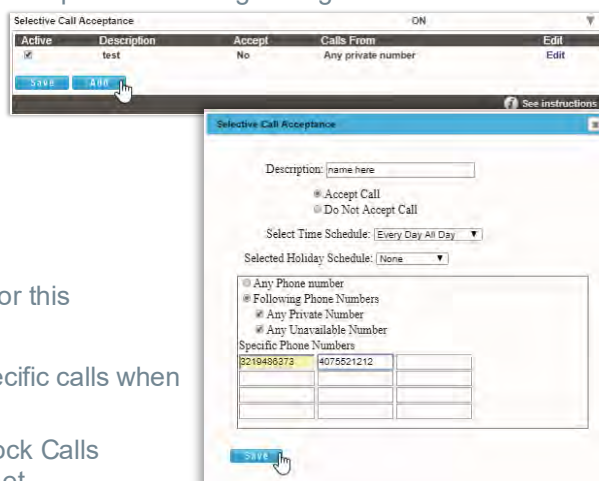 Selective Call Acceptance ON
Active Description Accept Calls From Edit
test No Any private number Edit
Save Add
See instructions
Selective Call Acceptance
Description: name here
Accept Call
Do Not Accept Call
Select Time Schedule: Every Day All Day
Selected Holiday Schedule: None
Any Phone number
Following Phone Numbers
Any Private Number
Any Unavailable Number
Specific Phone Numbers
3219486373 4075521212
Save
or this
ecific calls when
ock Calls